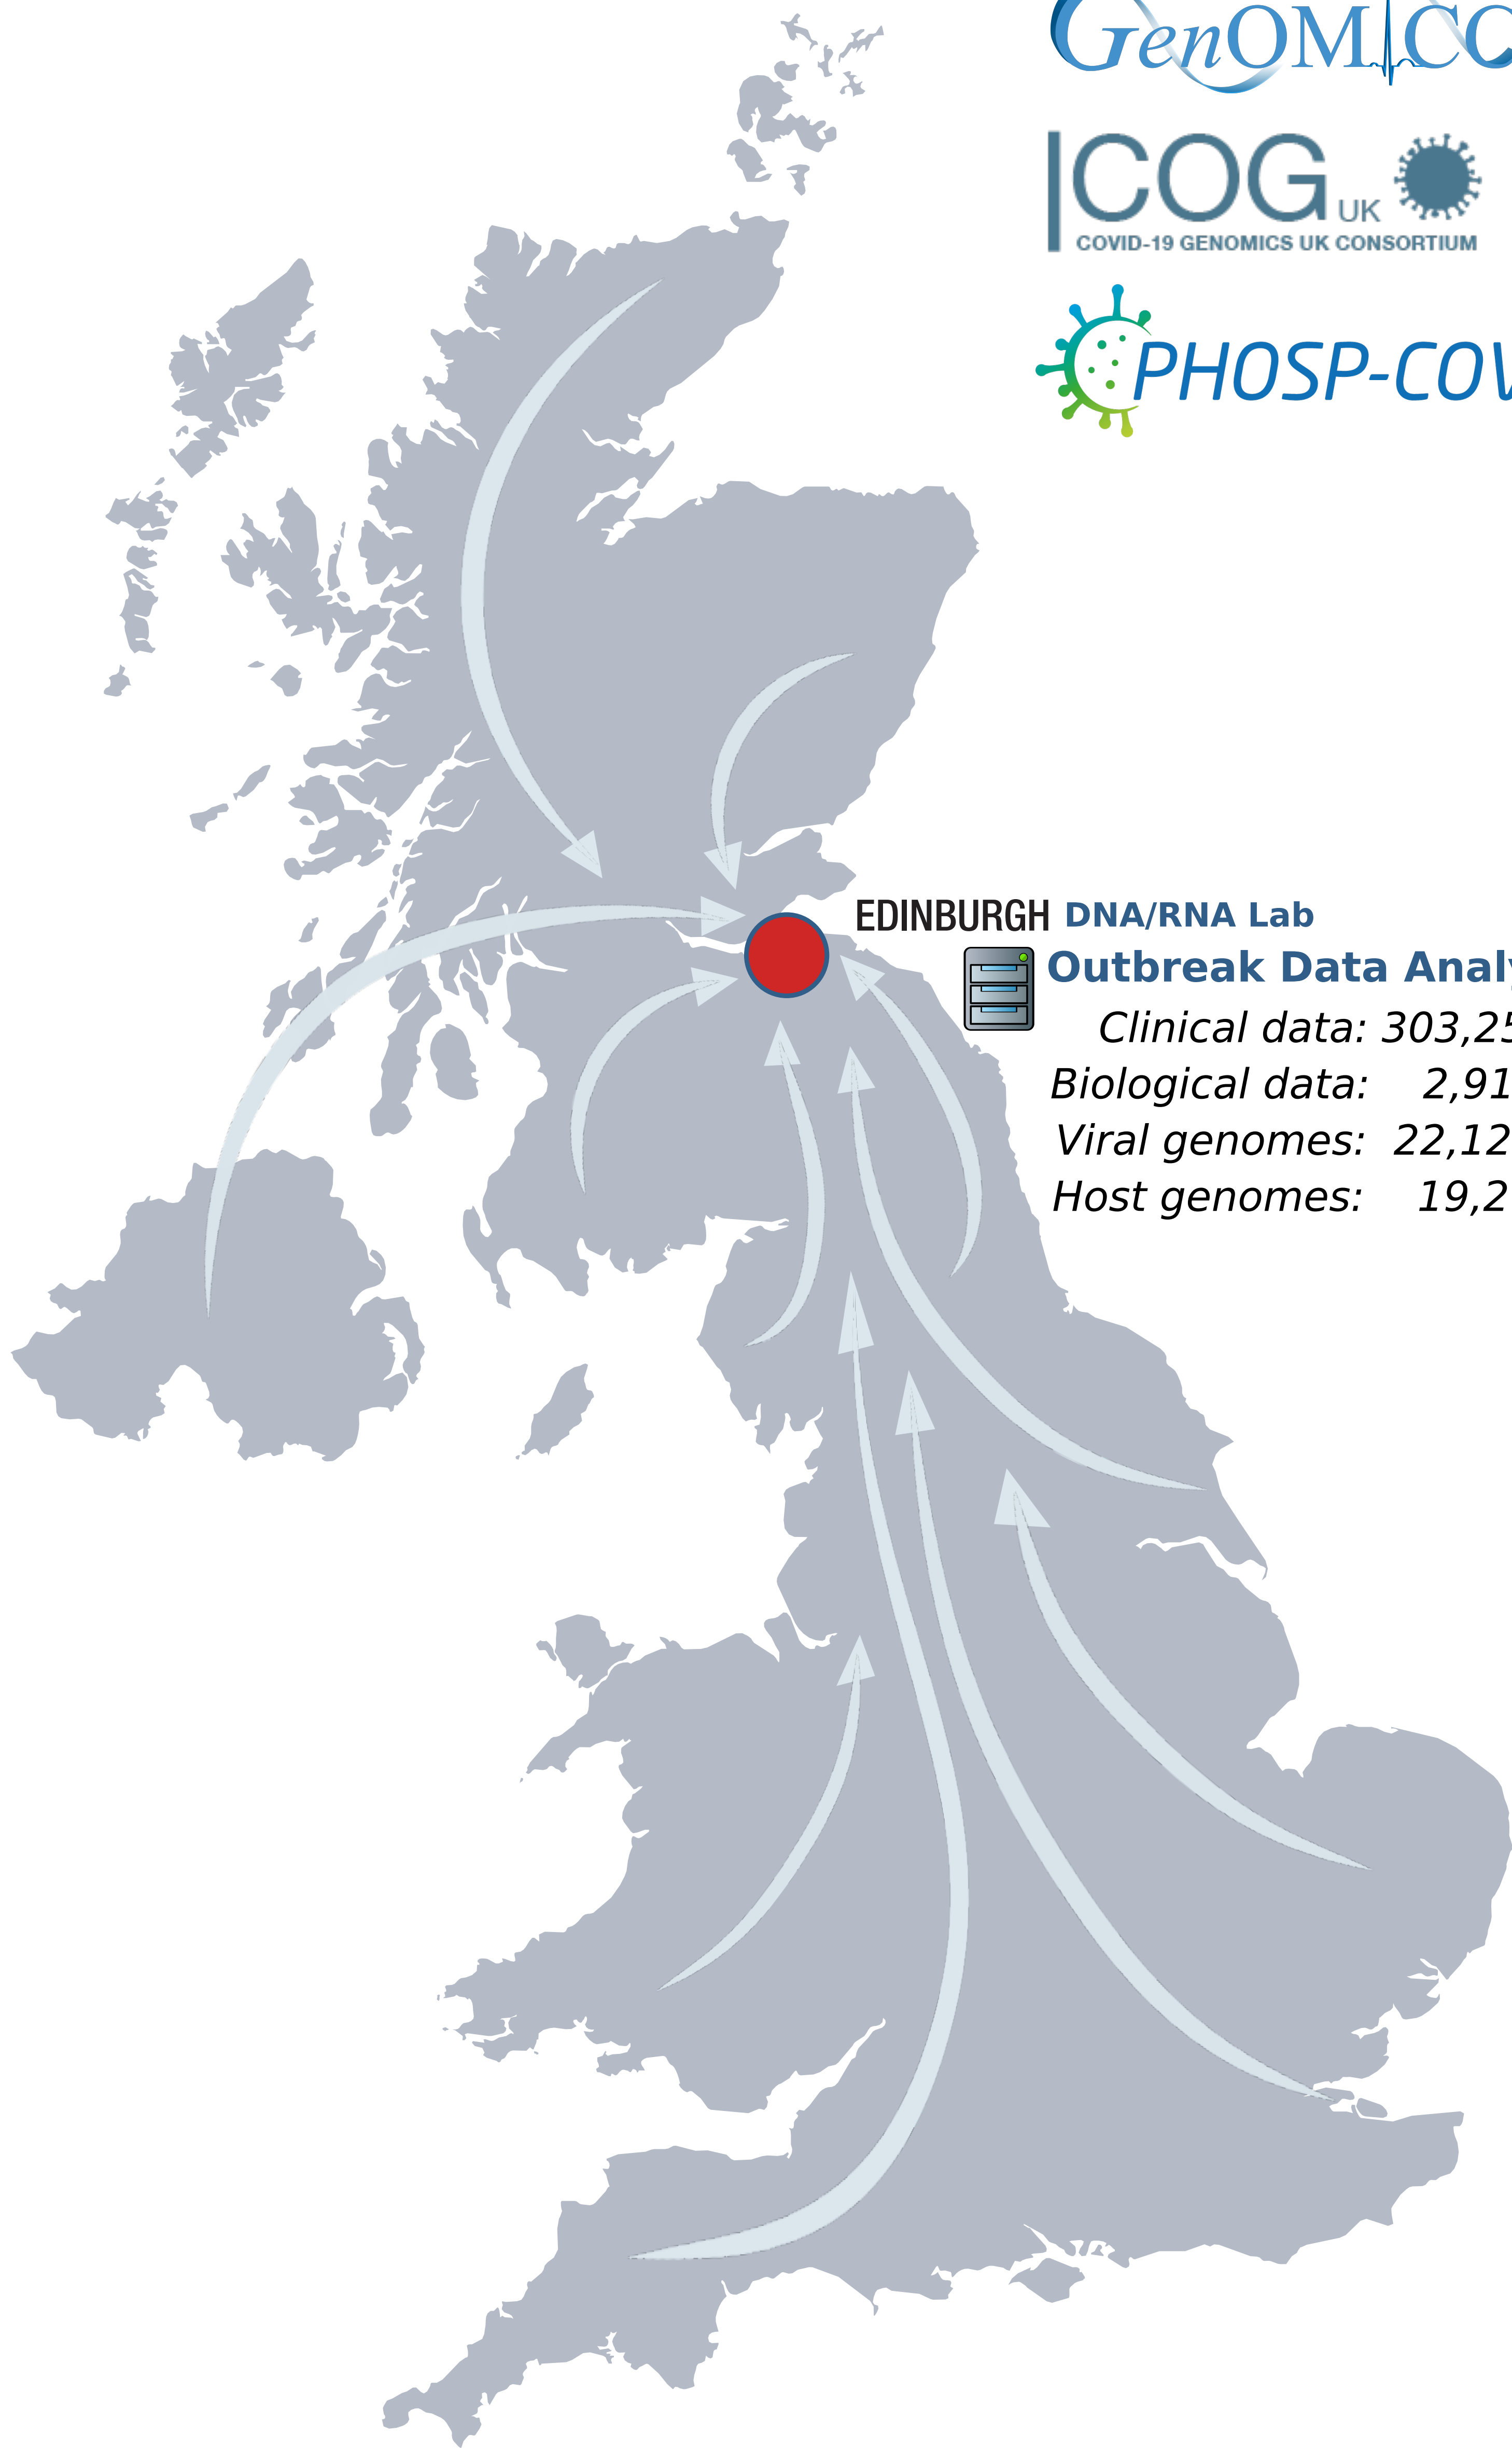 GenOMICC
COG UK
COVID-19 GENOMICS UK CONSORTIUM
PHOSP-COV
EDINBURGH DNA/RNA Lab
Outbreak Data Analy
Clinical data: 303,25
Biological data: 2,91
Viral genomes: 22,12
Host genomes: 19,2